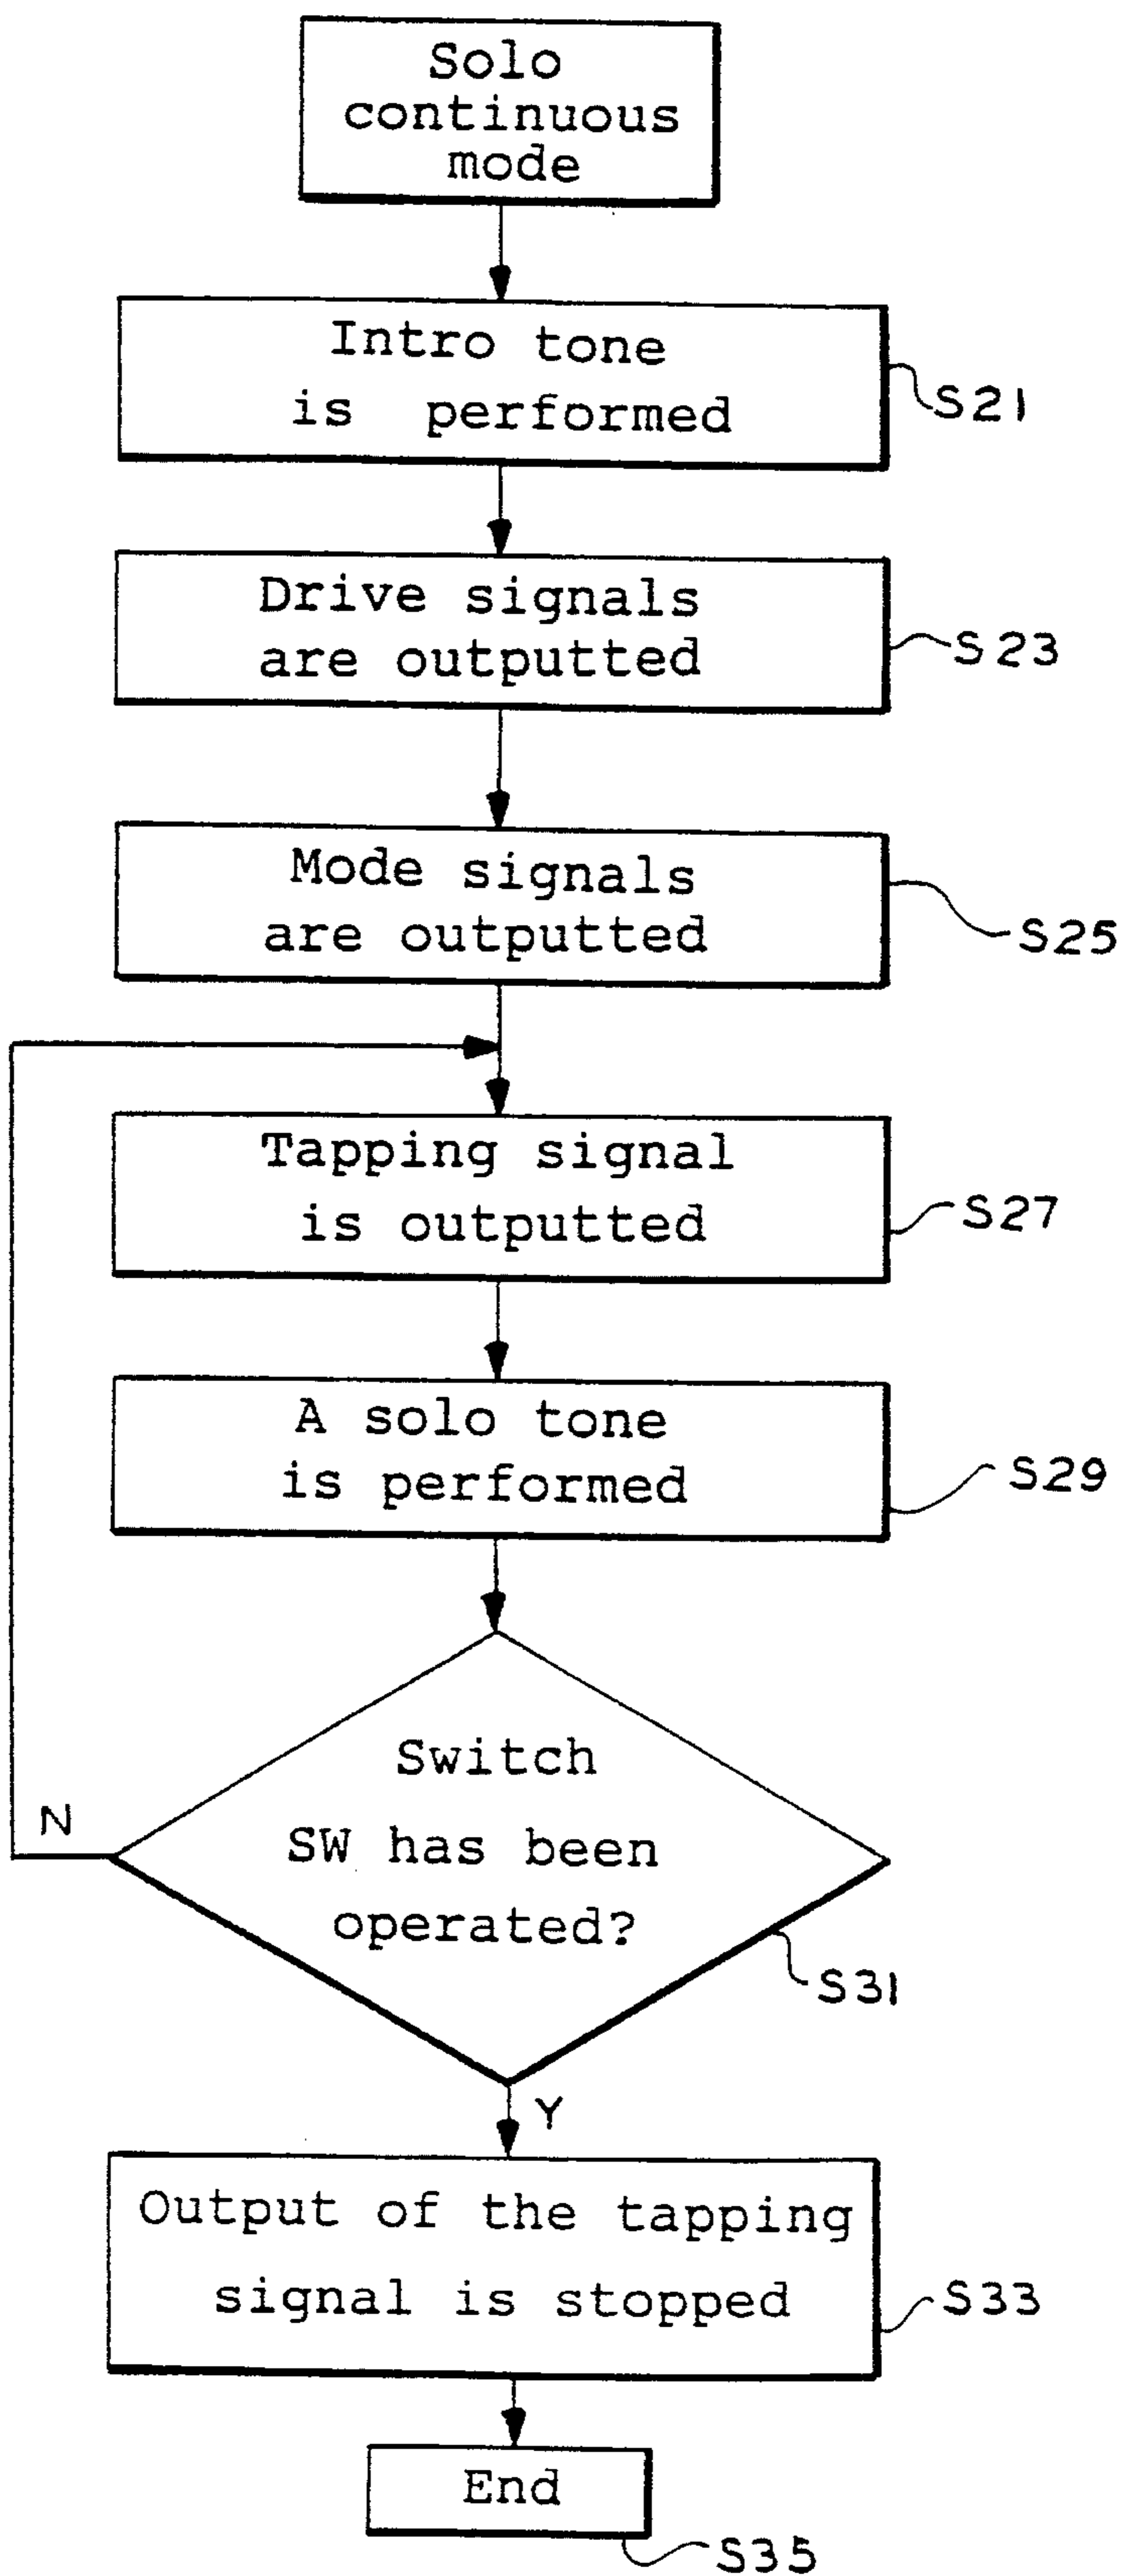 Solo
continuous
mode
Intro tone
is performed
S21
Drive signals
are outputted
S23
Mode signals
are outputted
S25
Tapping signal
is outputted
S27
A solo tone
is performed
S29
Switch
SW has been
operated?
N
S31
Y
Output of the tapping
signal is stopped
S33
End
S35